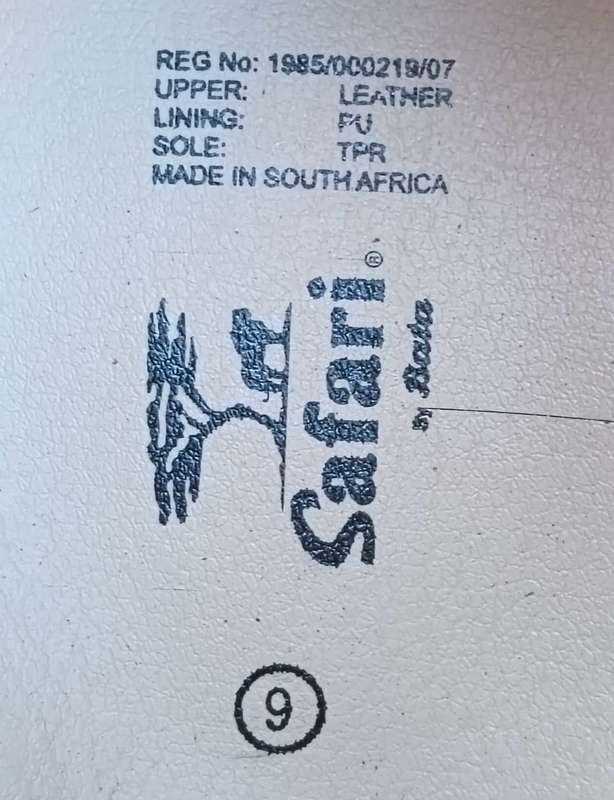 REG No: 1985/000219/07
UPPER: LEATHER
LINING: PU
SOLE: TPR
MADE IN SOUTH AFRICA
Safari®
By Bata
9